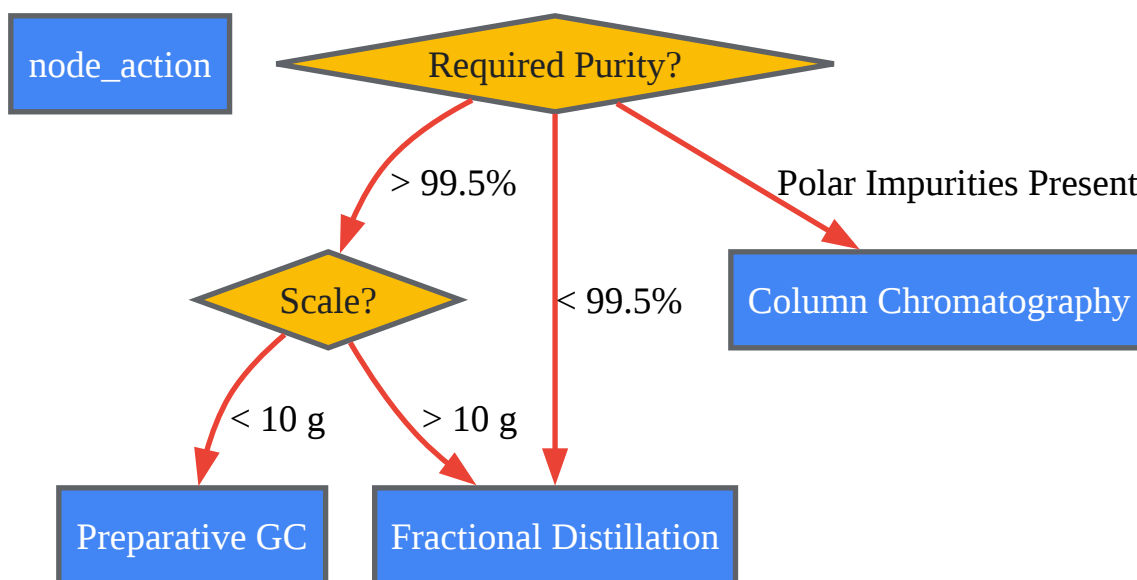 node_action
Required Purity?
> 99.5%
Polar Impurities Present
Scale?
< 99.5%
Column Chromatography
< 10 g
> 10 g
Preparative GC
Fractional Distillation